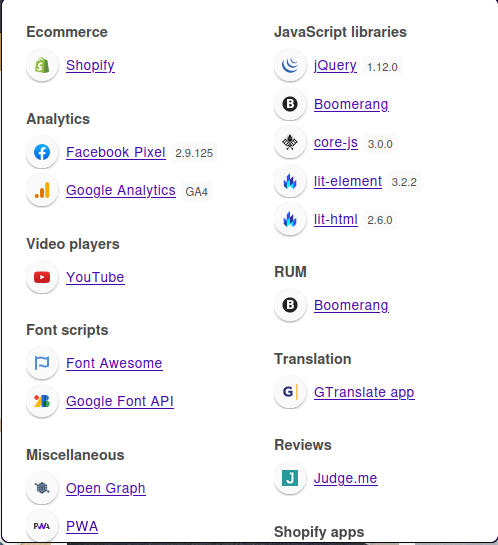 Ecommerce
Shopify
Analytics
Facebook Pixel 2.9.125
Google Analytics GA4
Video players
YouTube
Font scripts
Font Awesome
Google Font API
Miscellaneous
Open Graph
PWA
PWA
JavaScript libraries
jQuery 1.12.0
B Boomerang
core-js 3.0.0
lit-element 3.2.2
lit-html 2.6.0
RUM
B Boomerang
Translation
G GTranslate app
Reviews
J Judge.me
Shopify apps